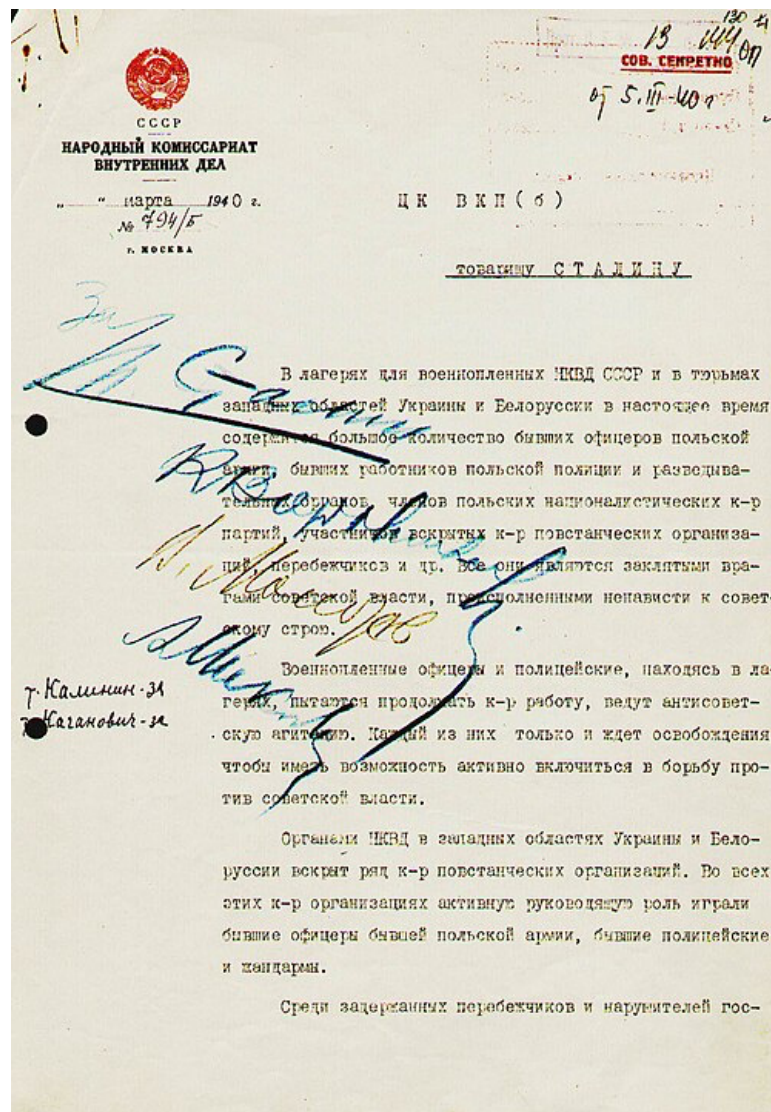 130
13 144 оп
СОВ. СЕКРЕТНО
от 5.III-40 г
СССР
НАРОДНЫЙ КОМИССАРИАТ
ВНУТРЕННИХ ДЕЛ
„ “ марта 1940 г.
№ 794/Б
г. МОСКВА
ЦК ВКП(б)
товарищу СТАЛИНУ
За
И Сталин
К Ворошилов
В. Молотов
А Микоян
т. Калинин - за
т. Каганович - за
В лагерях для военнопленных НКВД СССР и в тюрьмах
западных областей Украины и Белоруссии в настоящее время
содержится большое количество бывших офицеров польской
армии, бывших работников польской полиции и разведыва-
тельных органов, членов польских националистических к-р
партий, участников вскрытых к-р повстанческих организа-
ций, перебежчиков и др. Все они являются заклятыми вра-
гами советской власти, преисполненными ненависти к совет-
скому строю.
Военнопленные офицеры и полицейские, находясь в ла-
герях, пытаются продолжать к-р работу, ведут антисовет-
скую агитацию. Каждый из них только и ждет освобождения
чтобы иметь возможность активно включиться в борьбу про-
тив советской власти.
Органами НКВД в западных областях Украины и Бело-
руссии вскрыт ряд к-р повстанческих организаций. Во всех
этих к-р организациях активную руководящую роль играли
бывшие офицеры бывшей польской армии, бывшие полицейские
и жандармы.
Среди задержанных перебежчиков и нарушителей гос-